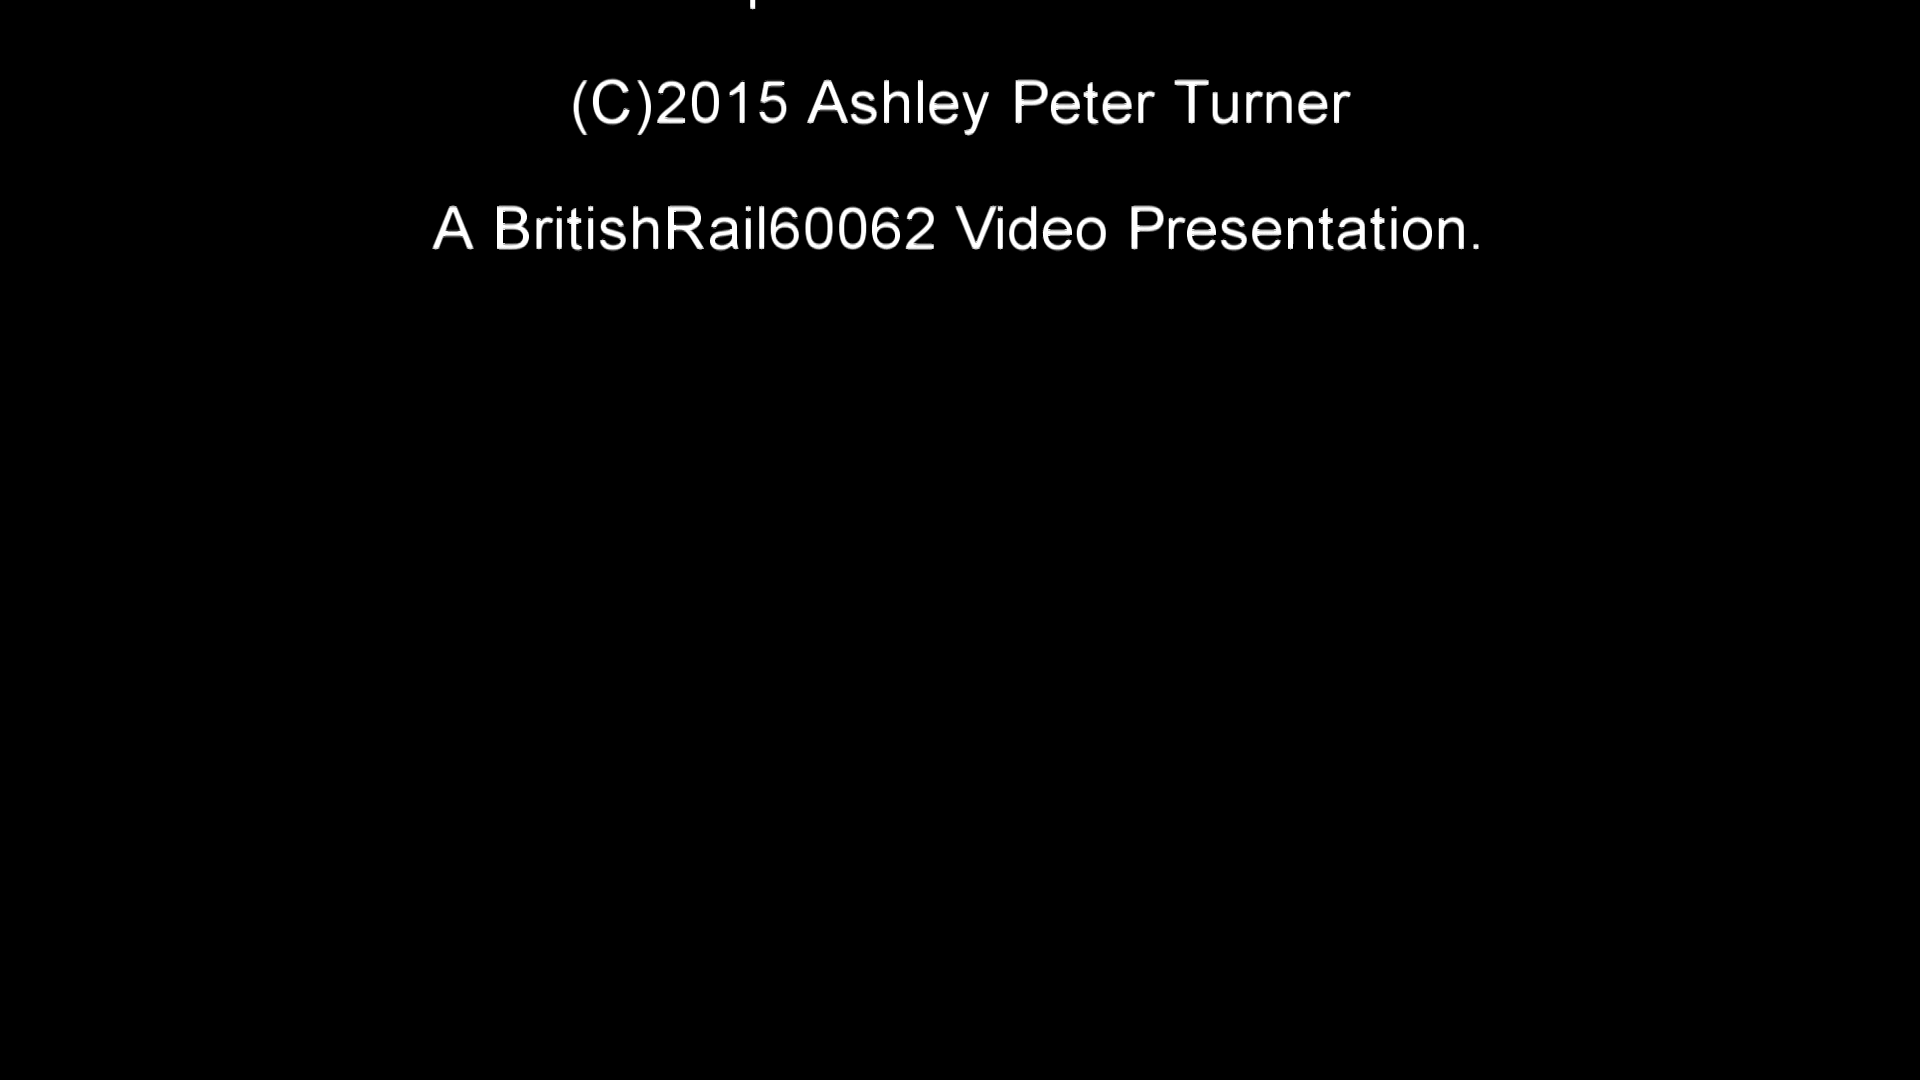 (C)2015 Ashley Peter Turner
A BritishRail60062 Video Presentation.